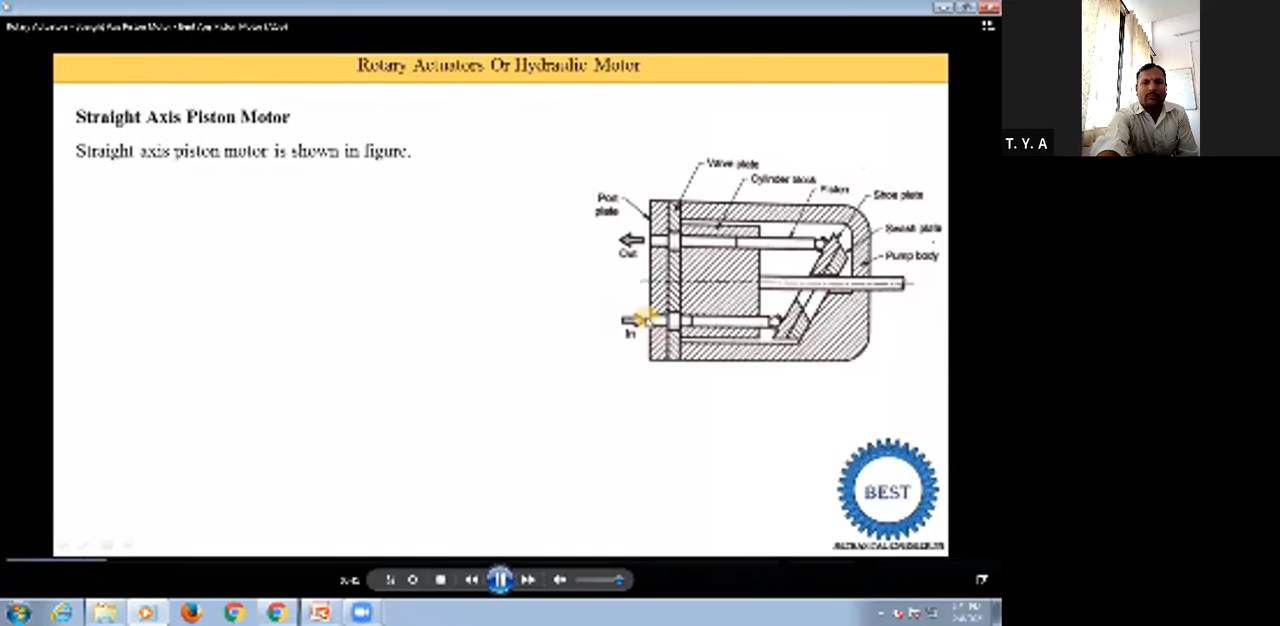 Rotary Actuators Or Hydraulic Motor
Straight Axis Piston Motor
Straight axis piston motor is shown in figure.
Valve plate
Cylinder block
Piston
Port
plate
Shoe plate
Swash plate
Pump body
Out
In
BEST
T. Y. A